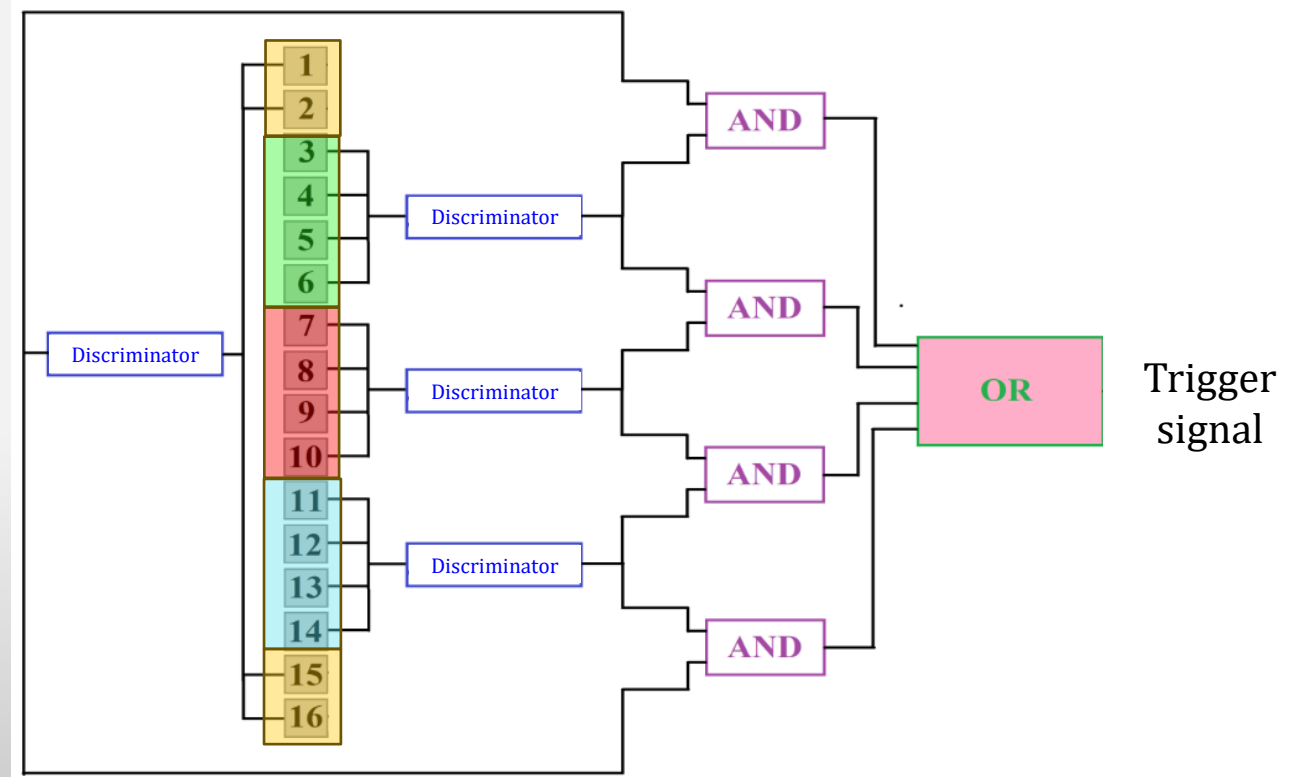 1
2
3
4
5
6
7
8
9
10
11
12
13
14
15
16
Discriminator
Discriminator
Discriminator
Discriminator
AND
AND
AND
AND
OR
Trigger
signal